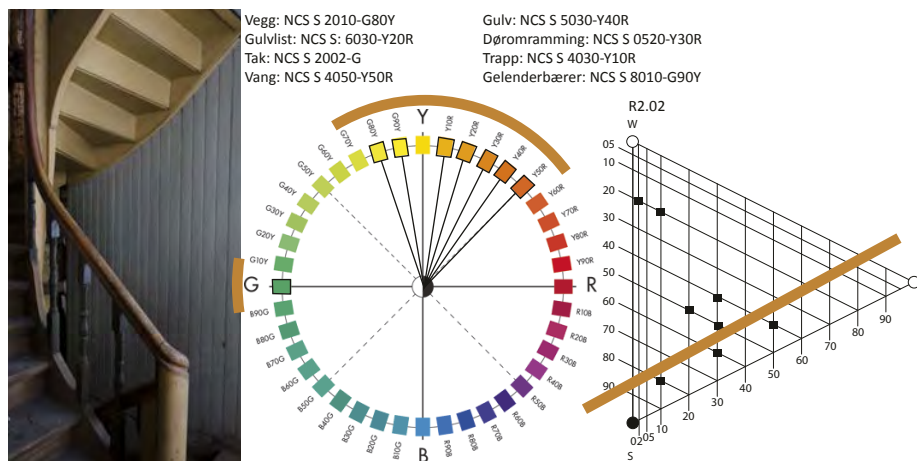 Vegg: NCS S 2010-G80Y
Gulvlist: NCS S: 6030-Y20R
Tak: NCS S 2002-G
Vang: NCS S 4050-Y50R
Gulv: NCS S 5030-Y40R
Døromramming: NCS S 0520-Y30R
Trapp: NCS S 4030-Y10R
Gelenderbærer: NCS S 8010-G90Y
Y
Y10R
Y20R
Y30R
Y40R
Y50R
Y60R
Y70R
Y80R
Y90R
R
R10B
R20B
R30B
R40B
R50B
R60B
R70B
R80B
R90B
B
B10G
B20G
B30G
B40G
B50G
B60G
B70G
B80G
B90G
G
G10Y
G20Y
G30Y
G40Y
G50Y
G60Y
G70Y
G80Y
G90Y
R2.02
W
05
10
20
30
50
60
70
90
02
05
10
20
30
40
50
60
70
80
90
S